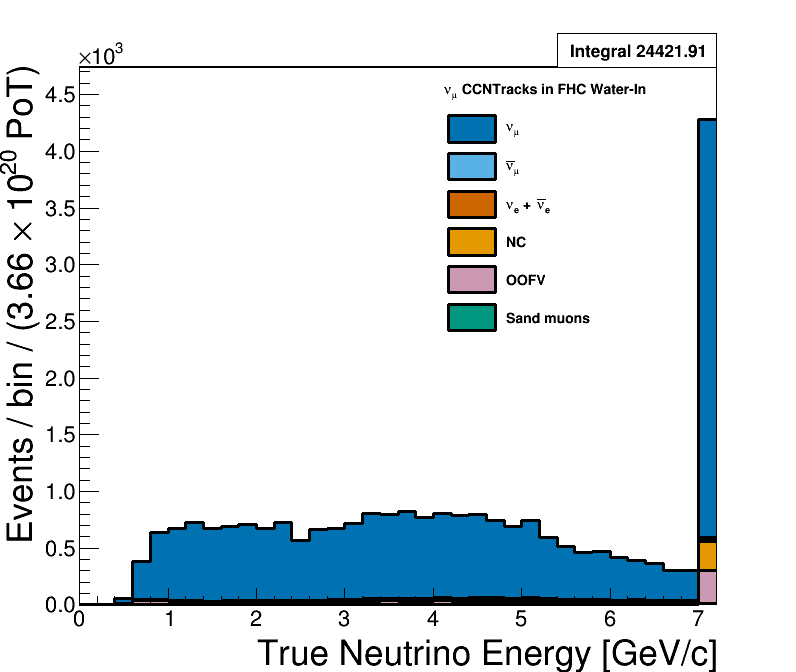 Integral 24421.91
×10³
ν_μ CCNTracks in FHC Water-In
ν_μ
ν̅_μ
ν_e + ν̅_e
NC
OOFV
Sand muons
4.5
4.0
3.5
3.0
2.5
2.0
1.5
1.0
0.5
0.0
Events / bin / (3.66 × 10²⁰ PoT)
0 1 2 3 4 5 6 7
True Neutrino Energy [GeV/c]